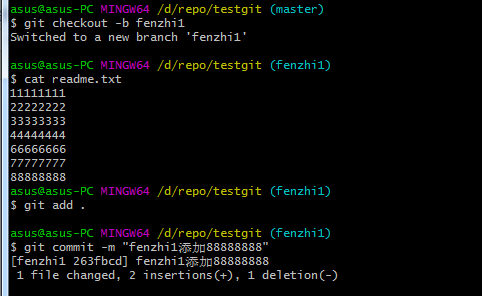 asus@asus-PC MINGW64 /d/repo/testgit (master)
$ git checkout -b fenzhi1
Switched to a new branch 'fenzhi1'
asus@asus-PC MINGW64 /d/repo/testgit (fenzhi1)
$ cat readme.txt
11111111
22222222
33333333
44444444
66666666
77777777
88888888
asus@asus-PC MINGW64 /d/repo/testgit (fenzhi1)
$ git add .
asus@asus-PC MINGW64 /d/repo/testgit (fenzhi1)
$ git commit -m "fenzhi1添加88888888"
[fenzhi1 263fbcd] fenzhi1添加88888888
 1 file changed, 2 insertions(+), 1 deletion(-)